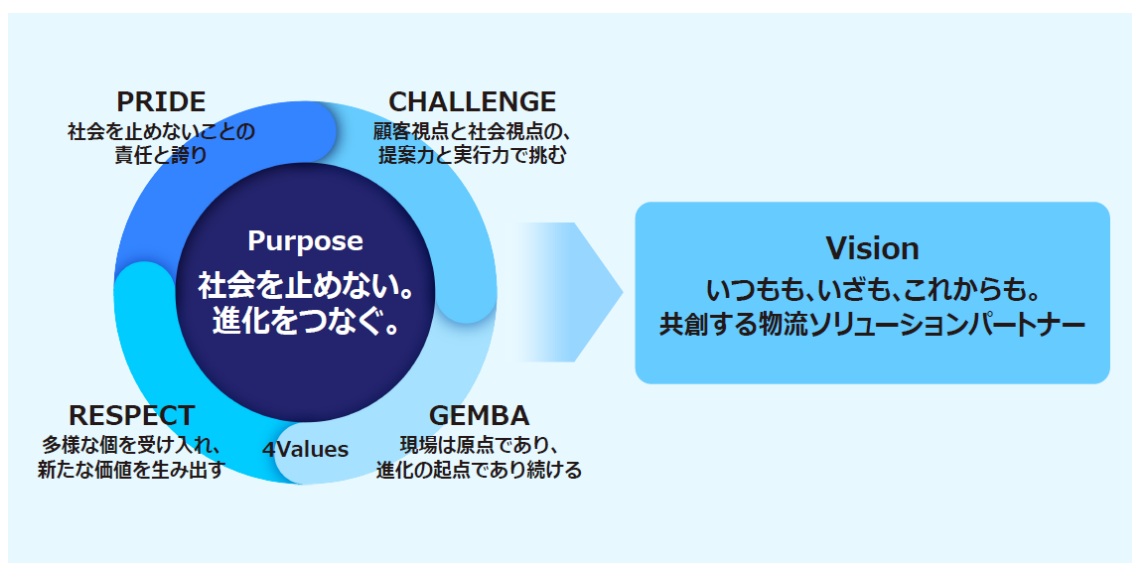 PRIDE
社会を止めないことの
責任と誇り
CHALLENGE
顧客視点と社会視点の、
提案力と実行力で挑む
Purpose
社会を止めない。
進化をつなぐ。
RESPECT
多様な個を受け入れ、
新たな価値を生み出す
4Values
GEMBA
現場は原点であり、
進化の起点であり続ける
Vision
いつもも、いざも、これからも。
共創する物流ソリューションパートナー